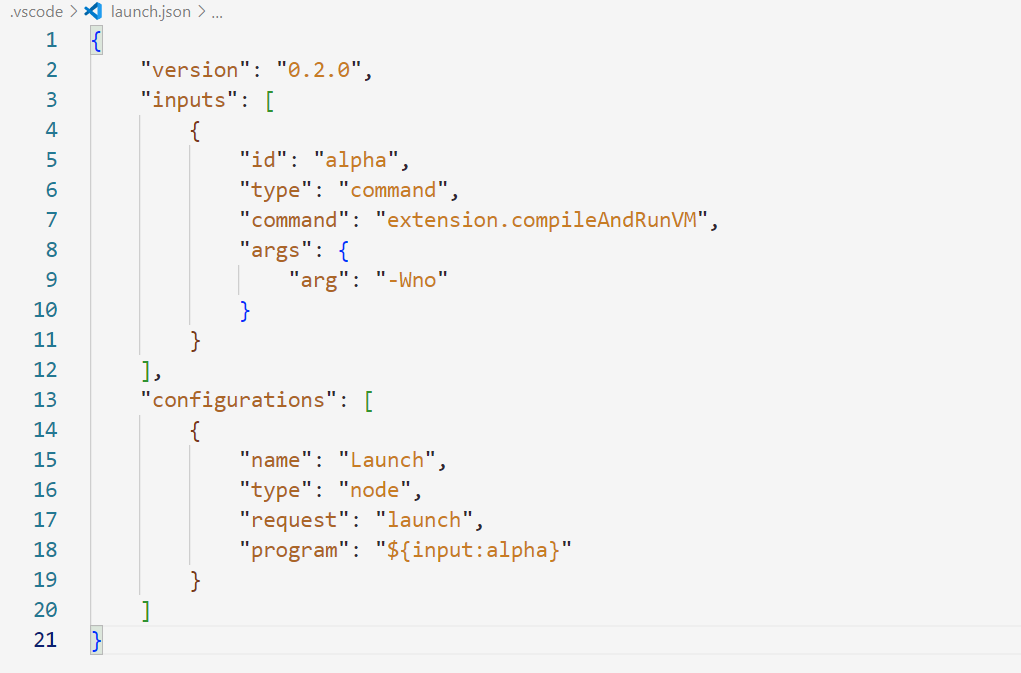 .vscode > launch.json > ...
1 {
2     "version": "0.2.0",
3     "inputs": [
4         {
5             "id": "alpha",
6             "type": "command",
7             "command": "extension.compileAndRunVM",
8             "args": {
9                 "arg": "-Wno"
10             }
11         }
12     ],
13     "configurations": [
14         {
15             "name": "Launch",
16             "type": "node",
17             "request": "launch",
18             "program": "${input:alpha}"
19         }
20     ]
21 }